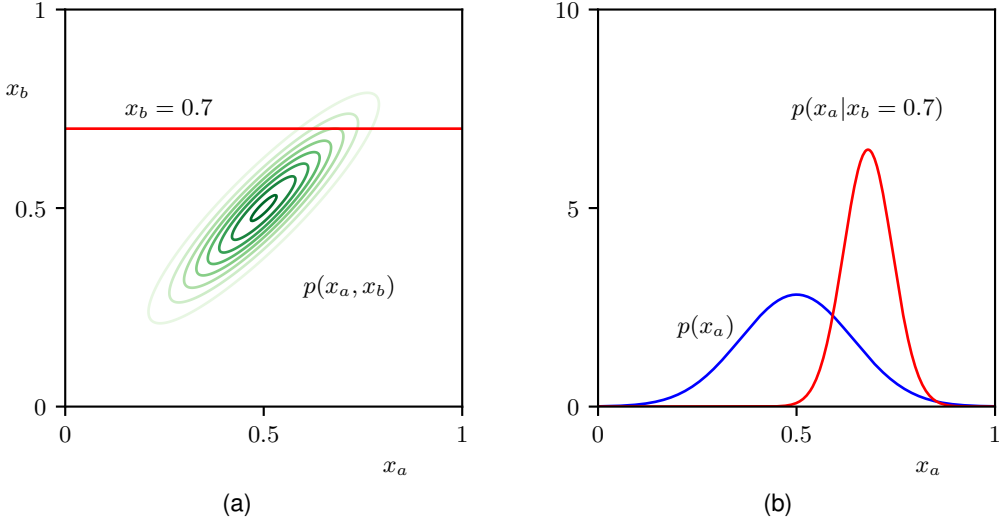 1
x_b
x_b = 0.7
0.5
p(x_a, x_b)
0
0
0.5
1
x_a
(a)
10
p(x_a|x_b = 0.7)
5
p(x_a)
0
0
0.5
1
x_a
(b)